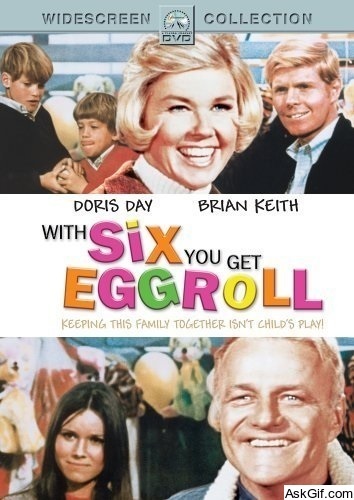 WIDESCREEN COLLECTION
DVD
DORIS DAY BRIAN KEITH
WITH SIX YOU GET
EGGROLL
KEEPING THIS FAMILY TOGETHER ISN'T CHILD'S PLAY!
AskGif.com